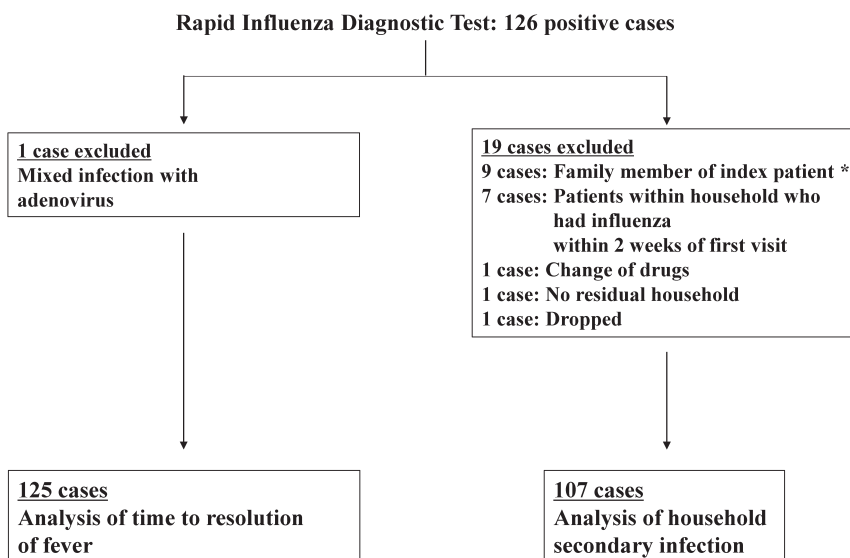 Rapid Influenza Diagnostic Test: 126 positive cases
1 case excluded
Mixed infection with
adenovirus
19 cases excluded
9 cases: Family member of index patient *
7 cases: Patients within household who
had influenza
within 2 weeks of first visit
1 case: Change of drugs
1 case: No residual household
1 case: Dropped
125 cases
Analysis of time to resolution
of fever
107 cases
Analysis of household
secondary infection